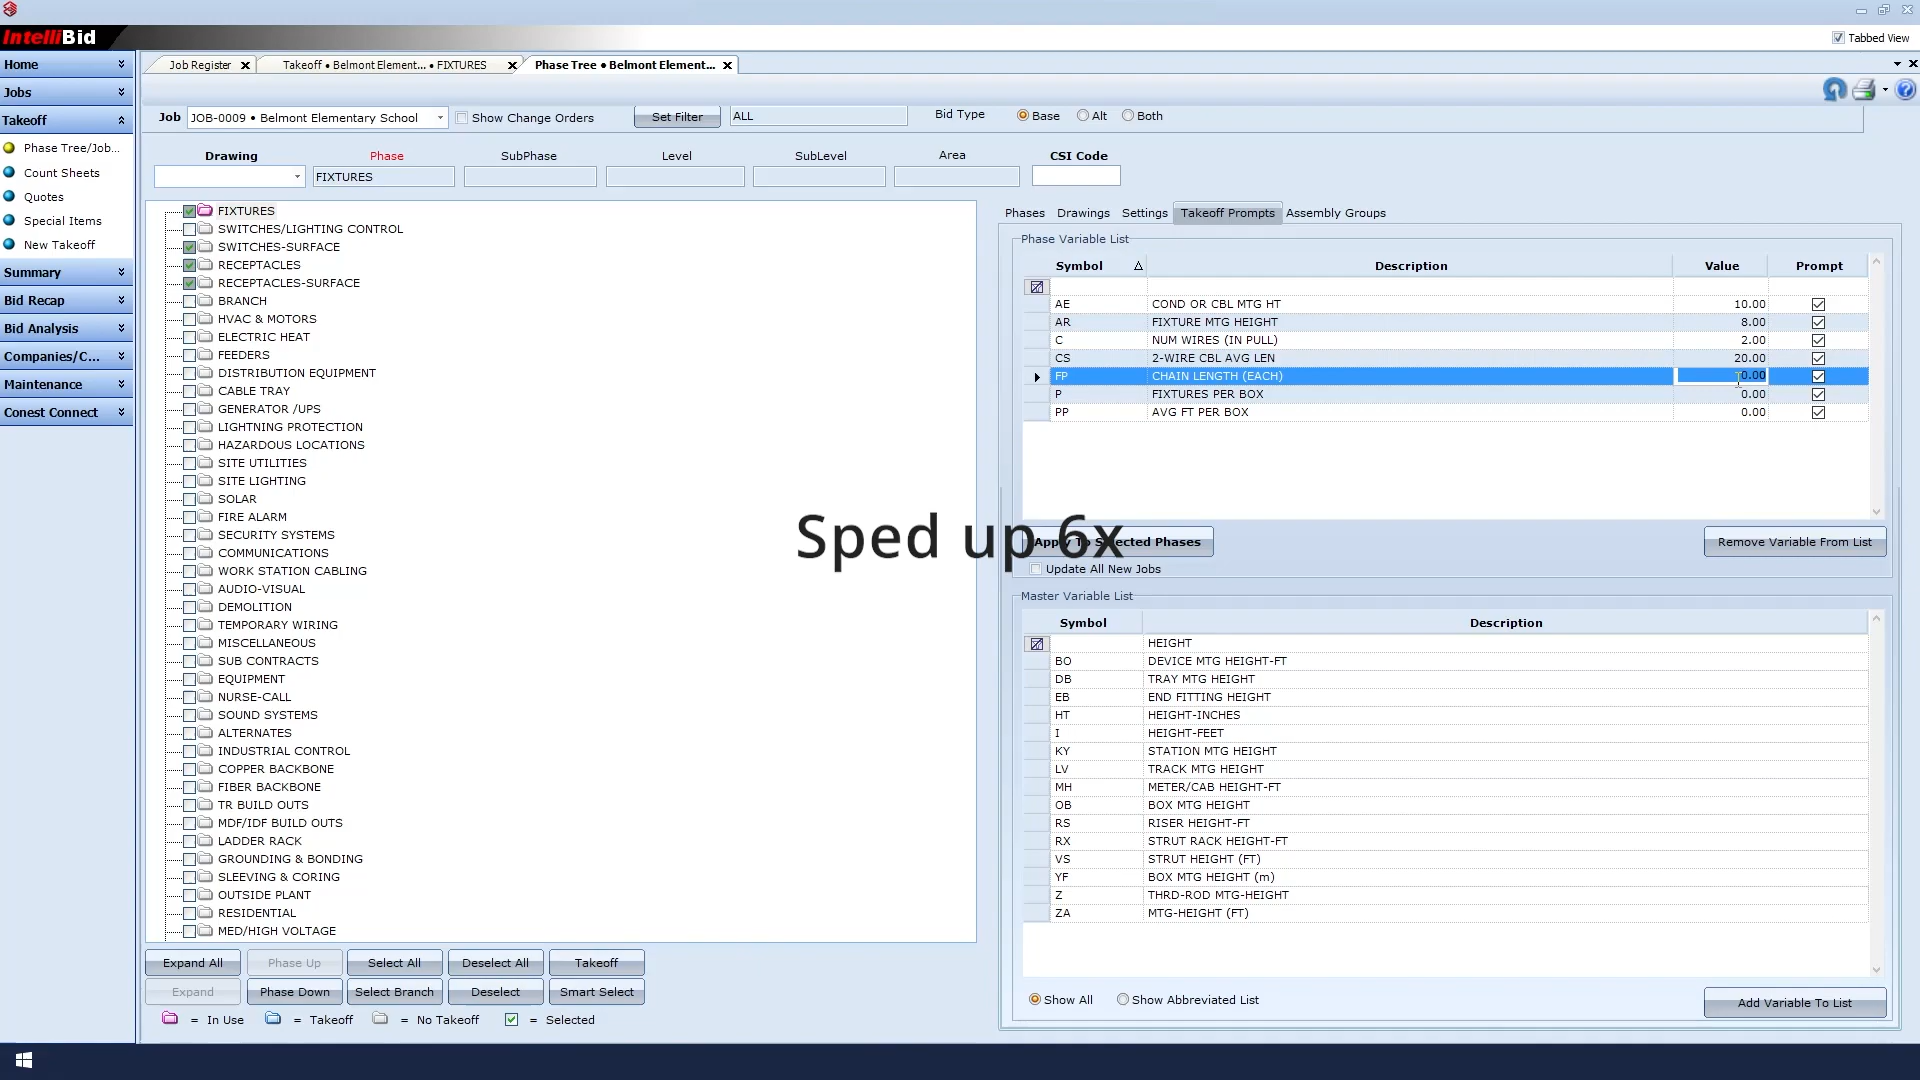 IntelliBid
Tabbed View
Home
Jobs
Takeoff
Phase Tree/Job...
Count Sheets
Quotes
Special Items
New Takeoff
Summary
Bid Recap
Bid Analysis
Companies/C...
Maintenance
Conest Connect
Job Register
Takeoff • Belmont Element... • FIXTURES
Phase Tree • Belmont Element...
Job JOB-0009 • Belmont Elementary School
Show Change Orders
Set Filter
ALL
Bid Type
Base
Alt
Both
Drawing
Phase
SubPhase
Level
SubLevel
Area
CSI Code
FIXTURES
FIXTURES
SWITCHES/LIGHTING CONTROL
SWITCHES-SURFACE
RECEPTACLES
RECEPTACLES-SURFACE
BRANCH
HVAC & MOTORS
ELECTRIC HEAT
FEEDERS
DISTRIBUTION EQUIPMENT
CABLE TRAY
GENERATOR /UPS
LIGHTNING PROTECTION
HAZARDOUS LOCATIONS
SITE UTILITIES
SITE LIGHTING
SOLAR
FIRE ALARM
SECURITY SYSTEMS
COMMUNICATIONS
WORK STATION CABLING
AUDIO-VISUAL
DEMOLITION
TEMPORARY WIRING
MISCELLANEOUS
SUB CONTRACTS
EQUIPMENT
NURSE-CALL
SOUND SYSTEMS
ALTERNATES
INDUSTRIAL CONTROL
COPPER BACKBONE
FIBER BACKBONE
TR BUILD OUTS
MDF/IDF BUILD OUTS
LADDER RACK
GROUNDING & BONDING
SLEEVING & CORING
OUTSIDE PLANT
RESIDENTIAL
MED/HIGH VOLTAGE
Expand All
Phase Up
Select All
Deselect All
Takeoff
Expand
Phase Down
Select Branch
Deselect
Smart Select
= In Use
= Takeoff
= No Takeoff
= Selected
Phases
Drawings
Settings
Takeoff Prompts
Assembly Groups
Phase Variable List
Symbol Description Value Prompt
AE COND OR CBL MTG HT 10.00
AR FIXTURE MTG HEIGHT 8.00
C NUM WIRES (IN PULL) 2.00
CS 2-WIRE CBL AVG LEN 20.00
FP CHAIN LENGTH (EACH) 0.00
P FIXTURES PER BOX 0.00
PP AVG FT PER BOX 0.00
Sped up 6x
Apply To Selected Phases
Remove Variable From List
Update All New Jobs
Master Variable List
Symbol Description
HEIGHT
BO DEVICE MTG HEIGHT-FT
DB TRAY MTG HEIGHT
EB END FITTING HEIGHT
HT HEIGHT-INCHES
I HEIGHT-FEET
KY STATION MTG HEIGHT
LV TRACK MTG HEIGHT
MH METER/CAB HEIGHT-FT
OB BOX MTG HEIGHT
RS RISER HEIGHT-FT
RX STRUT RACK HEIGHT-FT
VS STRUT HEIGHT (FT)
YF BOX MTG HEIGHT (m)
Z THRD-ROD MTG-HEIGHT
ZA MTG-HEIGHT (FT)
Show All
Show Abbreviated List
Add Variable To List